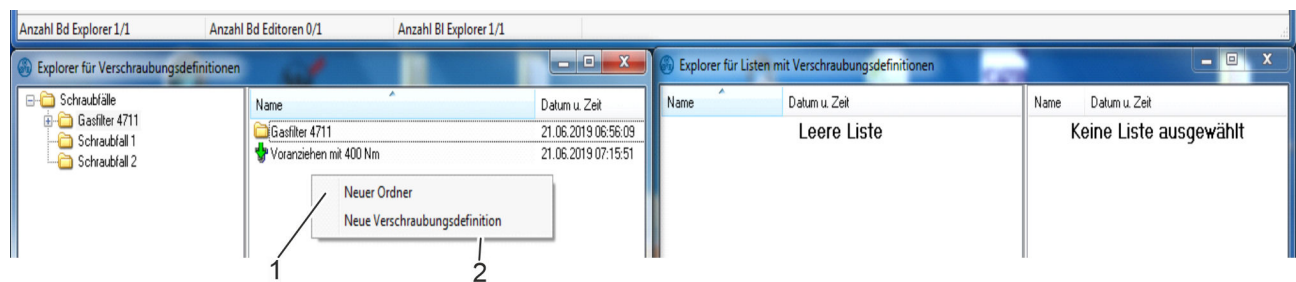 Anzahl Bd Explorer 1/1 Anzahl Bd Editoren 0/1 Anzahl Bl Explorer 1/1
Explorer für Verschraubungsdefinitionen
Schraubfälle
Gasfilter 4711
Schraubfall 1
Schraubfall 2
Name Datum u. Zeit
Gasfilter 4711 21.06.2019 06:56:09
Voranziehen mit 400 Nm 21.06.2019 07:15:51
Neuer Ordner
Neue Verschraubungsdefinition
1 2
Explorer für Listen mit Verschraubungsdefinitionen
Name Datum u. Zeit
Leere Liste
Name Datum u. Zeit
Keine Liste ausgewählt